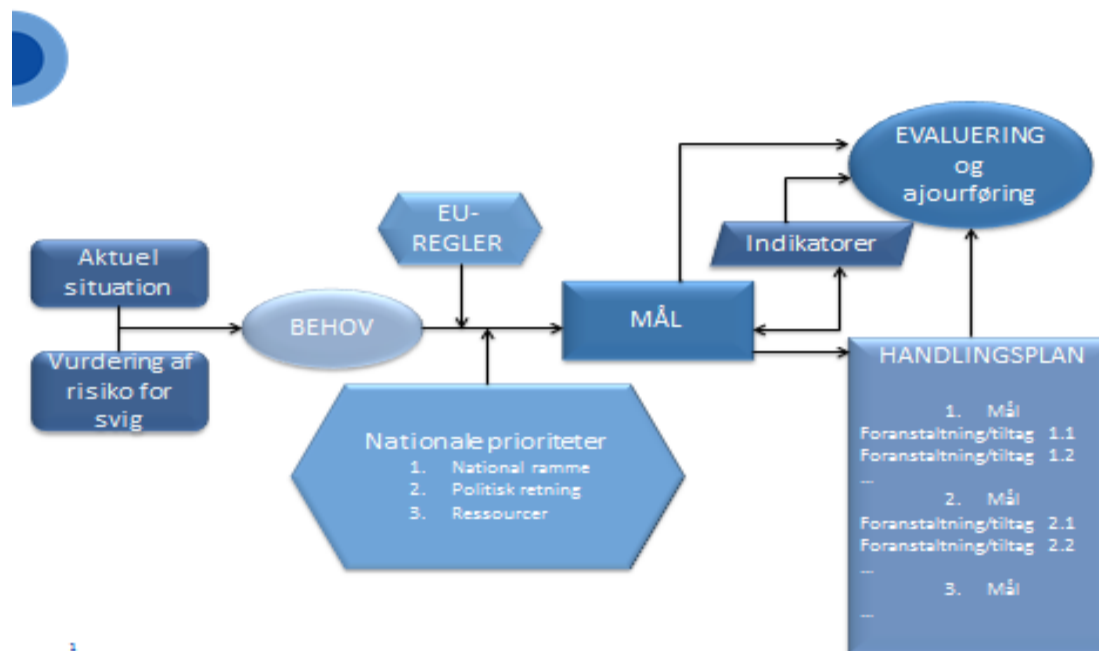 Aktuel
situation
Vurdering af
risiko for
svig
BEHOV
EU-
REGLER
Nationale prioriteter
1. National ramme
2. Politisk retning
3. Ressourcer
MÅL
Indikatorer
EVALUERING
og
ajourføring
HANDLINGSPLAN
1. Mål
Foranstaltning/tiltag 1.1
Foranstaltning/tiltag 1.2
...
2. Mål
Foranstaltning/tiltag 2.1
Foranstaltning/tiltag 2.2
...
3. Mål
...